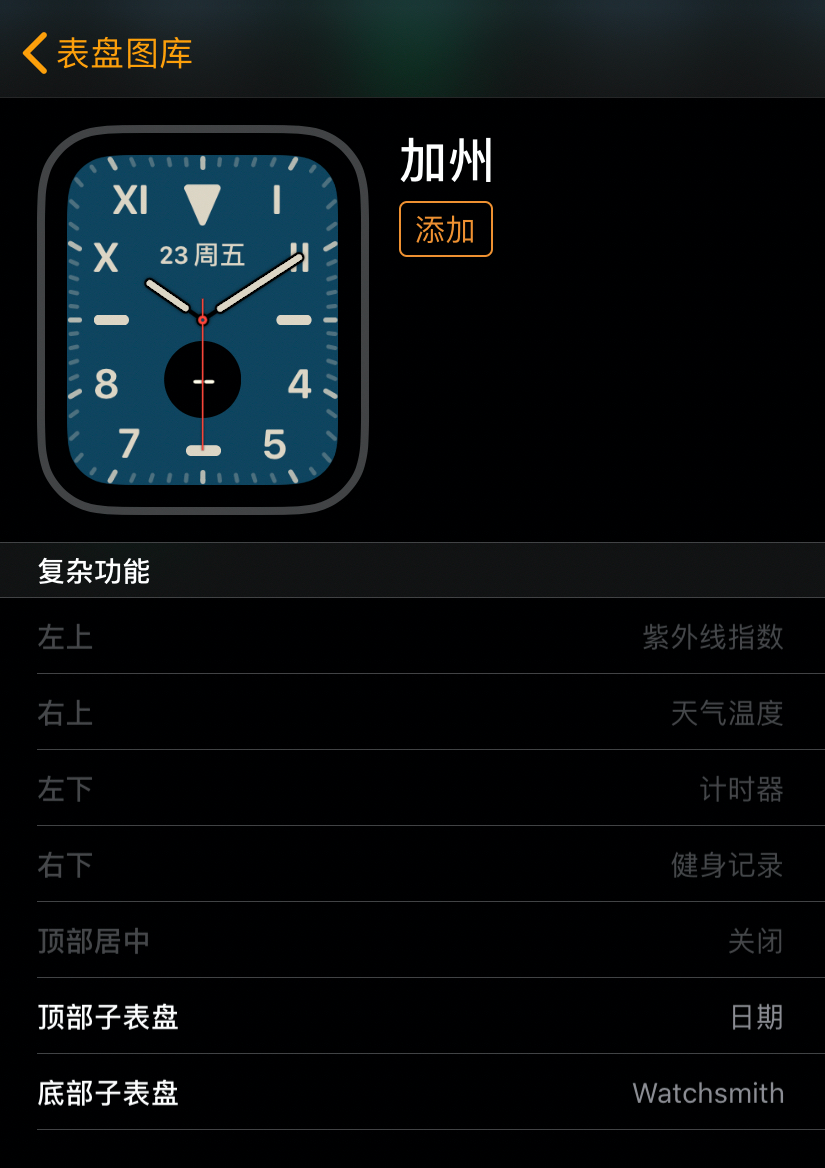 表盘图库
加州
添加
XI I
X 23 周五 II
8 4
7 5
复杂功能
左上 紫外线指数
右上 天气温度
左下 计时器
右下 健身记录
顶部居中 关闭
顶部子表盘 日期
底部子表盘 Watchsmith